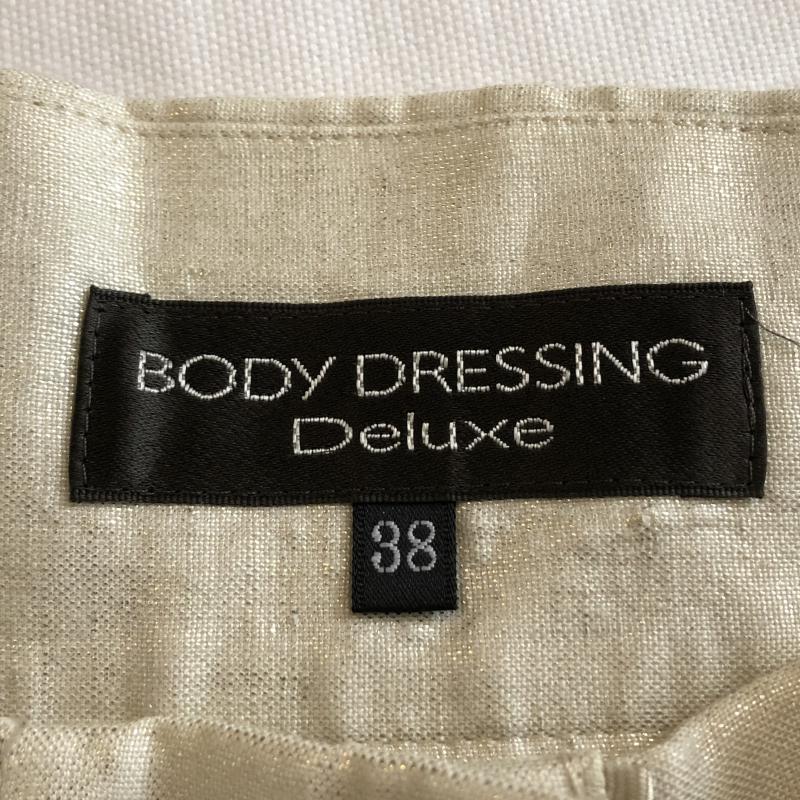 BODY DRESSING
Deluxe
38